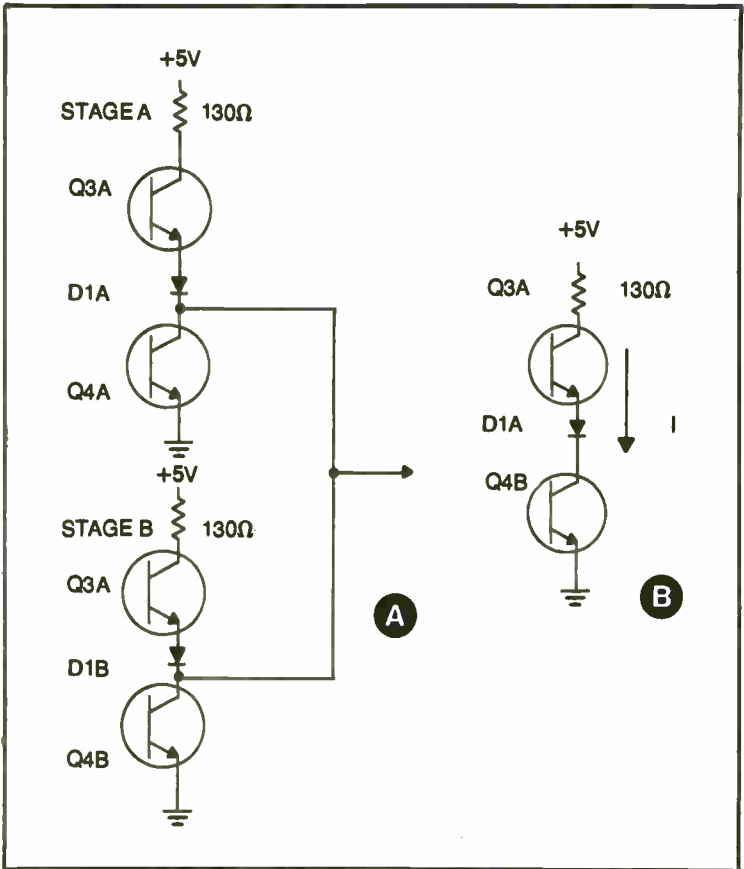 +5V
STAGE A 130Ω
Q3A
D1A
Q4A
+5V
STAGE B 130Ω
Q3A
D1B
Q4B
A
+5V
Q3A 130Ω
D1A I
Q4B
B